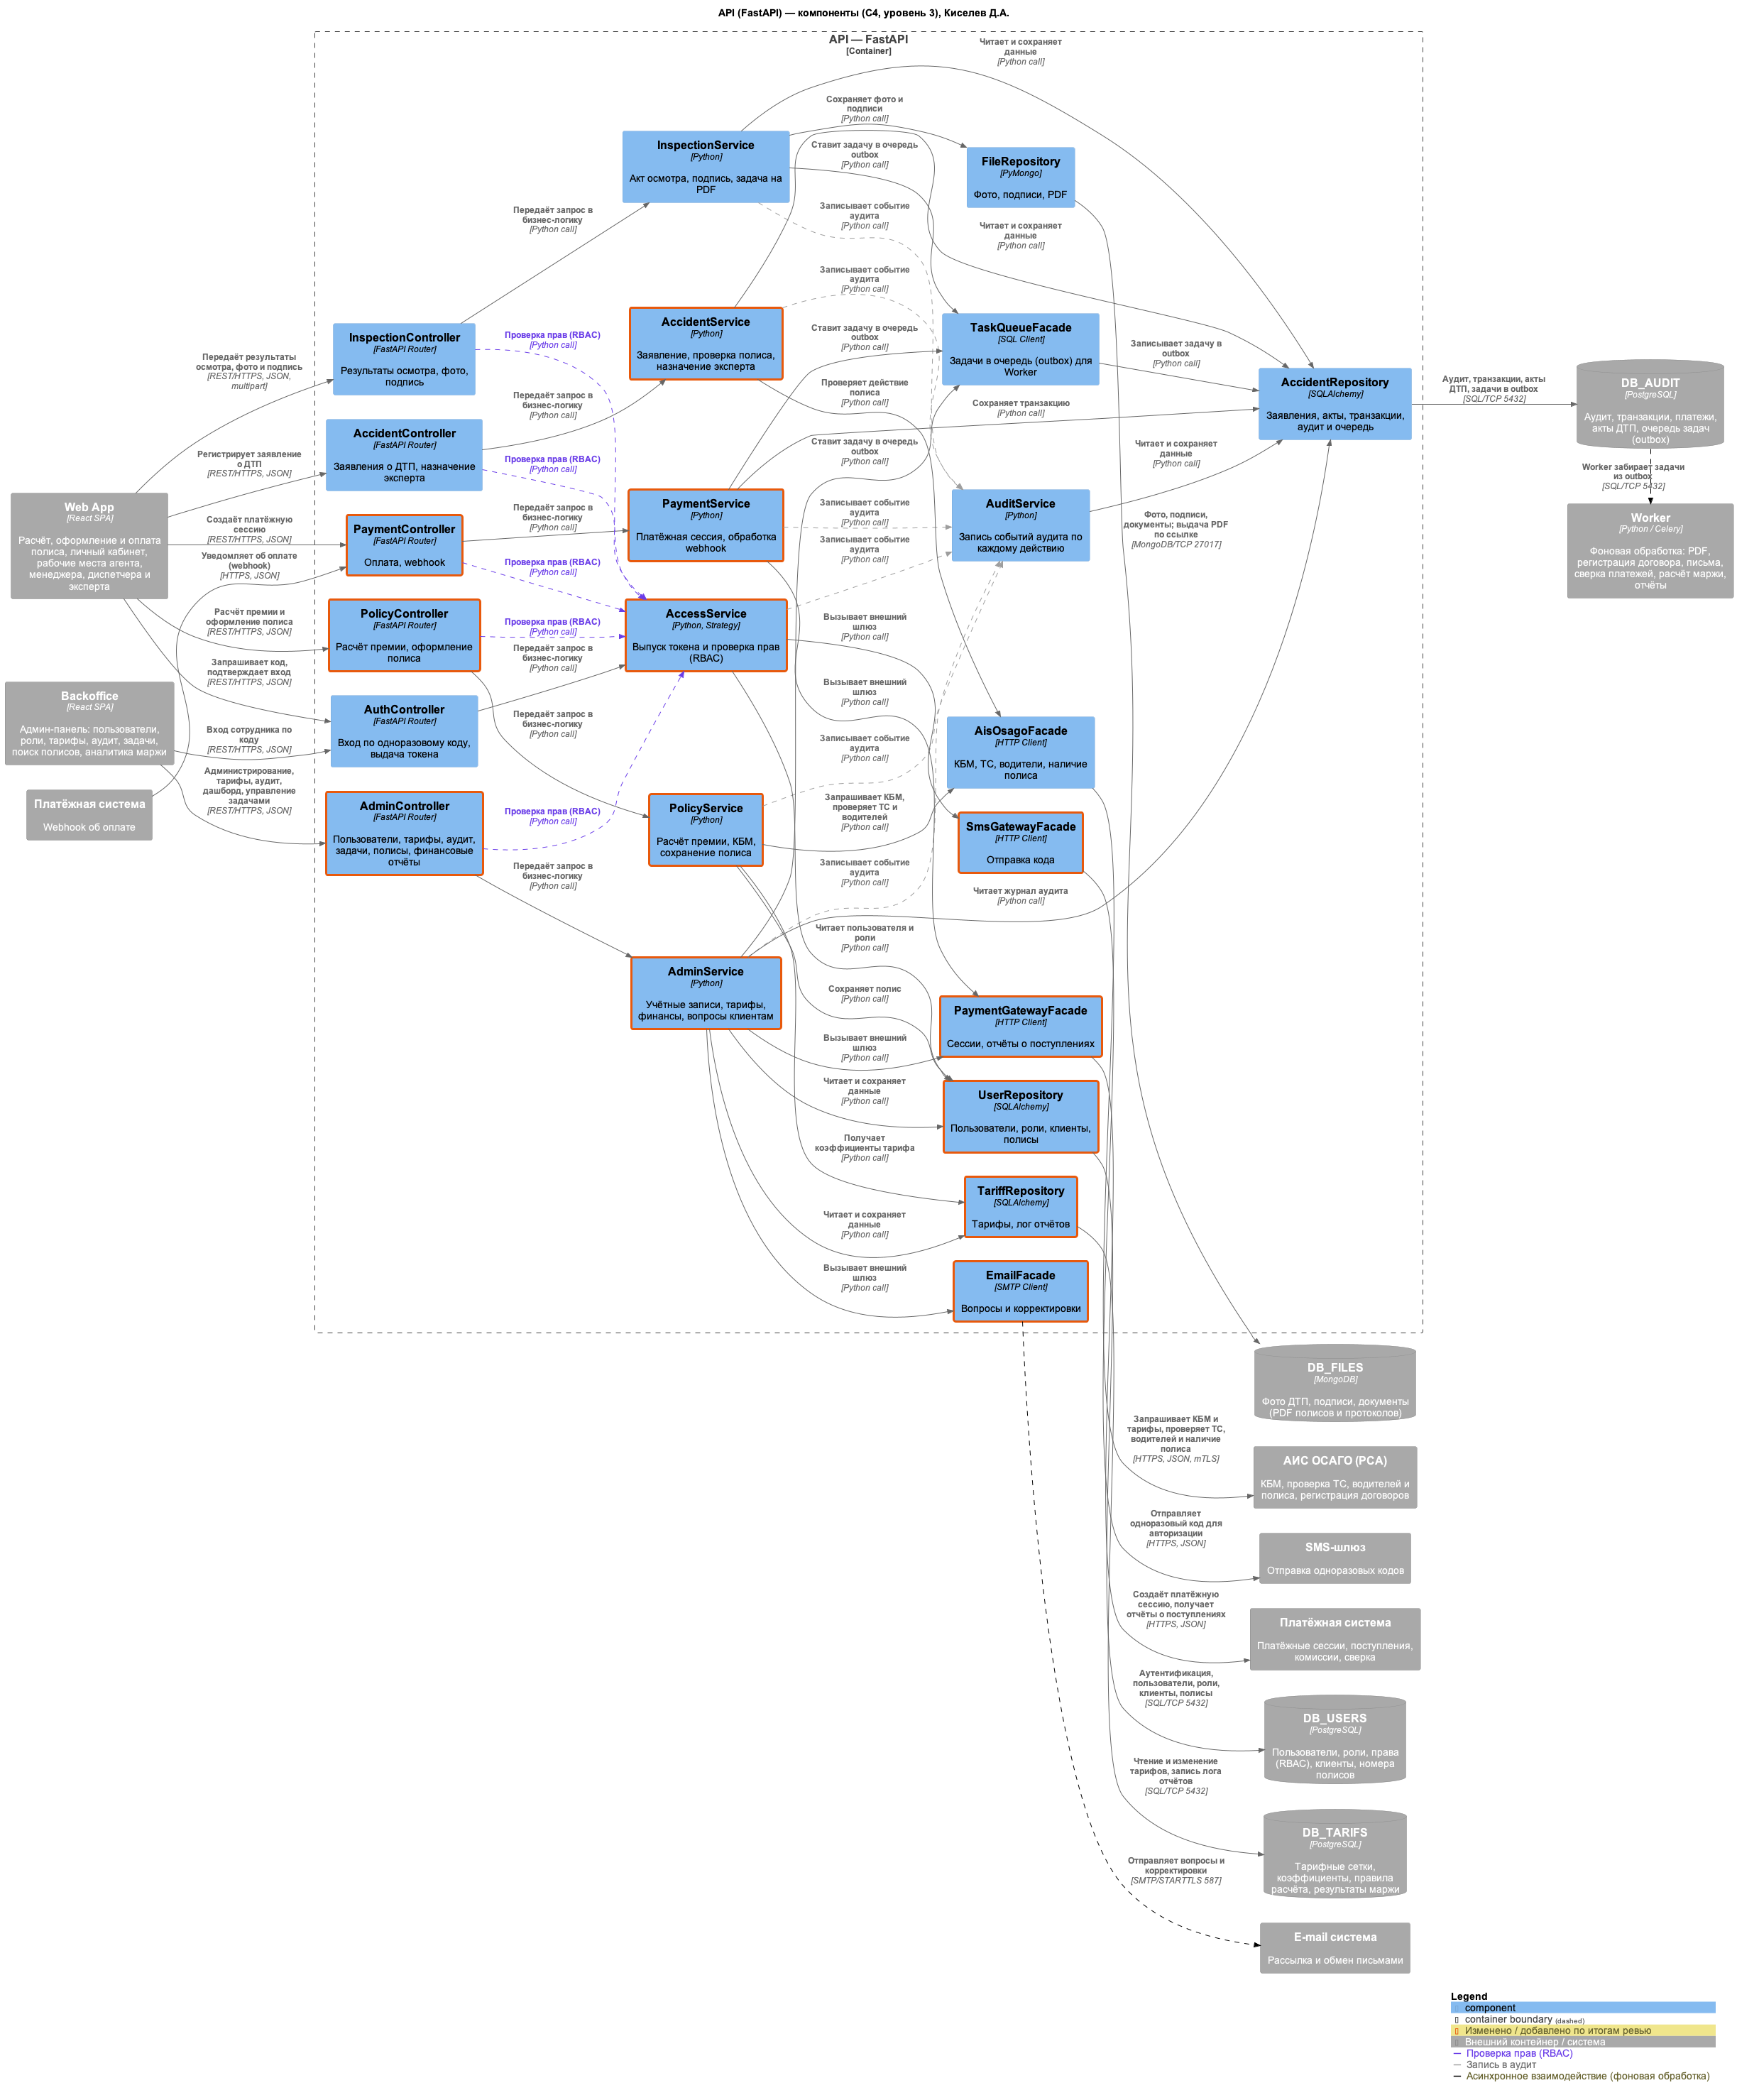 API (FastAPI) — компоненты (C4, уровень 3), Киселев Д.А.
API — FastAPI
[Container]
Web App
[React SPA]
Расчёт, оформление и оплата
полиса, личный кабинет,
рабочие места агента,
менеджера, диспетчера и
эксперта
Backoffice
[React SPA]
Админ-панель: пользователи,
роли, тарифы, аудит, задачи,
поиск полисов, аналитика маржи
Платёжная система
Webhook об оплате
Передаёт результаты
осмотра, фото и подпись
[REST/HTTPS, JSON,
multipart]
Регистрирует заявление
о ДТП
[REST/HTTPS, JSON]
Создаёт платёжную
сессию
[REST/HTTPS, JSON]
Уведомляет об оплате
(webhook)
[HTTPS, JSON]
Расчёт премии и
оформление полиса
[REST/HTTPS, JSON]
Запрашивает код,
подтверждает вход
[REST/HTTPS, JSON]
Вход сотрудника по
коду
[REST/HTTPS, JSON]
Администрирование,
тарифы, аудит,
дашборд, управление
задачами
[REST/HTTPS, JSON]
InspectionController
[FastAPI Router]
Результаты осмотра, фото,
подпись
AccidentController
[FastAPI Router]
Заявления о ДТП, назначение
эксперта
PaymentController
[FastAPI Router]
Оплата, webhook
PolicyController
[FastAPI Router]
Расчёт премии, оформление
полиса
AuthController
[FastAPI Router]
Вход по одноразовому коду,
выдача токена
AdminController
[FastAPI Router]
Пользователи, тарифы, аудит,
задачи, полисы, финансовые
отчёты
Передаёт запрос в
бизнес-логику
[Python call]
Проверка прав (RBAC)
[Python call]
Передаёт запрос в
бизнес-логику
[Python call]
Проверка прав (RBAC)
[Python call]
Передаёт запрос в
бизнес-логику
[Python call]
Проверка прав (RBAC)
[Python call]
Проверка прав (RBAC)
[Python call]
Передаёт запрос в
бизнес-логику
[Python call]
Передаёт запрос в
бизнес-логику
[Python call]
Проверка прав (RBAC)
[Python call]
Передаёт запрос в
бизнес-логику
[Python call]
InspectionService
[Python]
Акт осмотра, подпись, задача на
PDF
AccidentService
[Python]
Заявление, проверка полиса,
назначение эксперта
PaymentService
[Python]
Платёжная сессия, обработка
webhook
AccessService
[Python, Strategy]
Выпуск токена и проверка прав
(RBAC)
PolicyService
[Python]
Расчёт премии, КБМ,
сохранение полиса
AdminService
[Python]
Учётные записи, тарифы,
финансы, вопросы клиентам
Сохраняет фото и
подписи
[Python call]
Ставит задачу в очередь
outbox
[Python call]
Записывает событие
аудита
[Python call]
Записывает событие
аудита
[Python call]
Ставит задачу в очередь
outbox
[Python call]
Проверяет действие
полиса
[Python call]
Ставит задачу в очередь
outbox
[Python call]
Записывает событие
аудита
[Python call]
Записывает событие
аудита
[Python call]
Вызывает внешний
шлюз
[Python call]
Вызывает внешний
шлюз
[Python call]
Записывает событие
аудита
[Python call]
Запрашивает КБМ,
проверяет ТС и
водителей
[Python call]
Записывает событие
аудита
[Python call]
Читает пользователя и
роли
[Python call]
Сохраняет полис
[Python call]
Вызывает внешний
шлюз
[Python call]
Читает и сохраняет
данные
[Python call]
Получает
коэффициенты тарифа
[Python call]
Читает и сохраняет
данные
[Python call]
Вызывает внешний
шлюз
[Python call]
Читает и сохраняет
данные
[Python call]
FileRepository
[PyMongo]
Фото, подписи, PDF
Читает и сохраняет
данные
[Python call]
TaskQueueFacade
[SQL Client]
Задачи в очередь (outbox) для
Worker
Сохраняет транзакцию
[Python call]
AuditService
[Python]
Запись событий аудита по
каждому действию
AisOsagoFacade
[HTTP Client]
КБМ, ТС, водители, наличие
полиса
SmsGatewayFacade
[HTTP Client]
Отправка кода
Читает журнал аудита
[Python call]
PaymentGatewayFacade
[HTTP Client]
Сессии, отчёты о поступлениях
UserRepository
[SQLAlchemy]
Пользователи, роли, клиенты,
полисы
TariffRepository
[SQLAlchemy]
Тарифы, лог отчётов
EmailFacade
[SMTP Client]
Вопросы и корректировки
Записывает задачу в
outbox
[Python call]
Читает и сохраняет
данные
[Python call]
Фото, подписи,
документы; выдача PDF
по ссылке
[MongoDB/TCP 27017]
AccidentRepository
[SQLAlchemy]
Заявления, акты, транзакции,
аудит и очередь
Аудит, транзакции, акты
ДТП, задачи в outbox
[SQL/TCP 5432]
DB_AUDIT
[PostgreSQL]
Аудит, транзакции, платежи,
акты ДТП, очередь задач
(outbox)
Worker забирает задачи
из outbox
[SQL/TCP 5432]
Worker
[Python / Celery]
Фоновая обработка: PDF,
регистрация договора, письма,
сверка платежей, расчёт маржи,
отчёты
DB_FILES
[MongoDB]
Фото ДТП, подписи, документы
(PDF полисов и протоколов)
Запрашивает КБМ и
тарифы, проверяет ТС,
водителей и наличие
полиса
[HTTPS, JSON, mTLS]
АИС ОСАГО (РСА)
КБМ, проверка ТС, водителей и
полиса, регистрация договоров
Отправляет
одноразовый код для
авторизации
[HTTPS, JSON]
SMS-шлюз
Отправка одноразовых кодов
Создаёт платёжную
сессию, получает
отчёты о поступлениях
[HTTPS, JSON]
Платёжная система
Платёжные сессии, поступления,
комиссии, сверка
Аутентификация,
пользователи, роли,
клиенты, полисы
[SQL/TCP 5432]
DB_USERS
[PostgreSQL]
Пользователи, роли, права
(RBAC), клиенты, номера
полисов
Чтение и изменение
тарифов, запись лога
отчётов
[SQL/TCP 5432]
DB_TARIFS
[PostgreSQL]
Тарифные сетки,
коэффициенты, правила
расчёта, результаты маржи
Отправляет вопросы и
корректировки
[SMTP/STARTTLS 587]
E-mail система
Рассылка и обмен письмами
Legend
component
container boundary (dashed)
Изменено / добавлено по итогам ревью
Внешний контейнер / система
Проверка прав (RBAC)
Запись в аудит
Асинхронное взаимодействие (фоновая обработка)